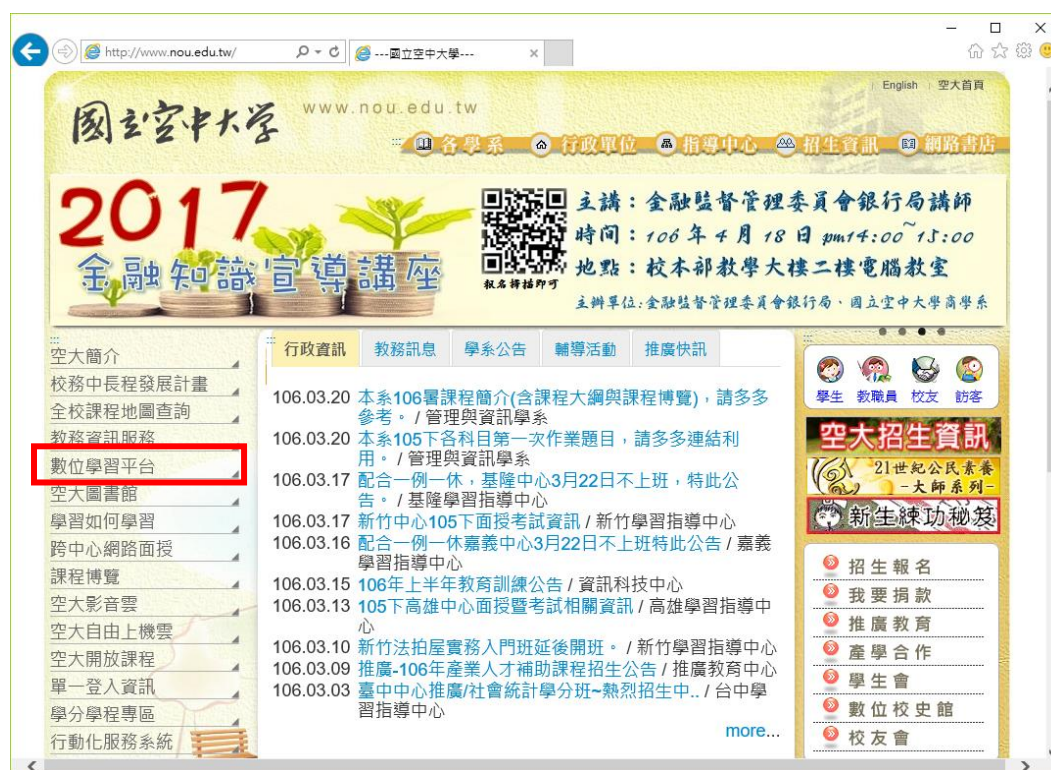 http://www.nou.edu.tw/
---國立空中大學---
English
空大首頁
國立空中大学
www.nou.edu.tw
各學系
行政單位
指導中心
招生資訊
網路書店
2017
金融知識宣導講座
報名掃描即可
主講：金融監督管理委員會銀行局講師
時間：106年4月18日pm14:00~15:00
地點：校本部教學大樓二樓電腦教室
主辦單位:金融監督管理委員會銀行局、國立空中大學商學系
空大簡介
校務中長程發展計畫
全校課程地圖查詢
教務資訊服務
數位學習平台
空大圖書館
學習如何學習
跨中心網路面授
課程博覽
空大影音雲
空大自由上機雲
空大開放課程
單一登入資訊
學分學程專區
行動化服務系統
行政資訊
教務訊息
學系公告
輔導活動
推廣快訊
106.03.20 本系106暑課程簡介(含課程大綱與課程博覽)，請多多
參考。 / 管理與資訊學系
106.03.20 本系105下各科目第一次作業題目，請多多連結利
用。 / 管理與資訊學系
106.03.17 配合一例一休，基隆中心3月22日不上班，特此公
告。 / 基隆學習指導中心
106.03.17 新竹中心105下面授考試資訊 / 新竹學習指導中心
106.03.16 配合一例一休嘉義中心3月22日不上班特此公告 / 嘉義
學習指導中心
106.03.15 106年上半年教育訓練公告 / 資訊科技中心
106.03.13 105下高雄中心面授暨考試相關資訊 / 高雄學習指導中
心
106.03.10 新竹法拍屋實務入門班延後開班。 / 新竹學習指導中心
106.03.09 推廣-106年產業人才補助課程招生公告 / 推廣教育中心
106.03.03 臺中中心推廣/社會統計學分班~熱烈招生中.. / 台中學
習指導中心
more...
學生
教職員
校友
訪客
空大招生資訊
21世紀公民素養
-大師系列-
新生練功秘笈
招生報名
我要捐款
推廣教育
產學合作
學生會
數位校史館
校友會